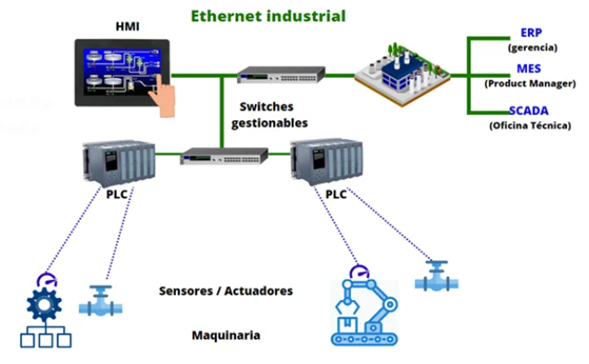 Ethernet industrial
HMI
ERP
(gerencia)
MES
(Product Manager)
SCADA
(Oficina Técnica)
Switches
gestionables
PLC
PLC
Sensores / Actuadores
Maquinaria